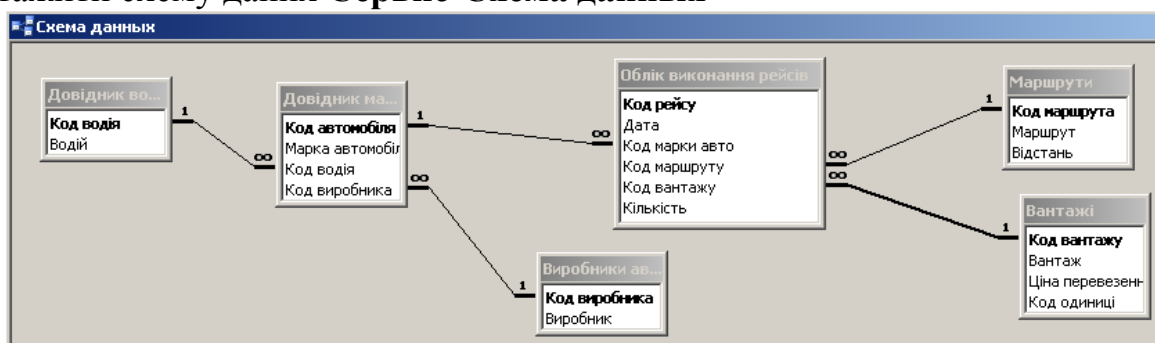 схему даних
Схема данных
Довідник во...
Код водія
Водій
1
∞
Довідник ма...
Код автомобіля
Марка автомобіл
Код водія
Код виробника
1
∞
∞
1
Виробники ав...
Код виробника
Виробник
Облік виконання рейсів
Код рейсу
Дата
Код марки авто
Код маршруту
Код вантажу
Кількість
∞
∞
1
1
Маршрути
Код маршрута
Маршрут
Відстань
Вантажі
Код вантажу
Вантаж
Ціна перевезенн
Код одиниці